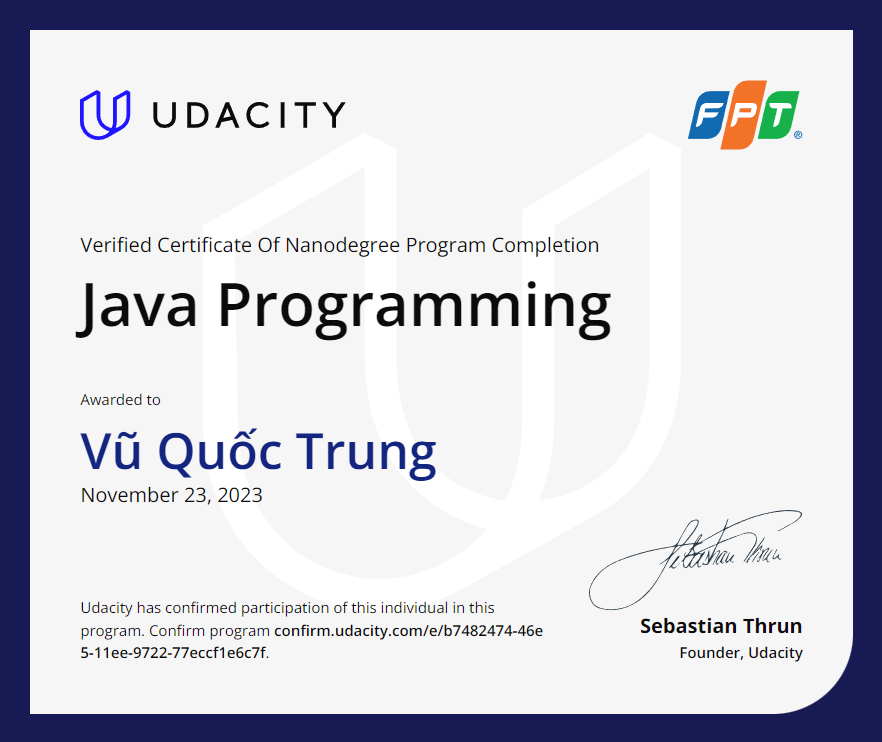 UDACITY
FPT®
Verified Certificate Of Nanodegree Program Completion
Java Programming
Awarded to
Vũ Quốc Trung
November 23, 2023
Sebastian Thrun
Udacity has confirmed participation of this individual in this
program. Confirm program confirm.udacity.com/e/b7482474-46e
5-11ee-9722-77eccf1e6c7f.
Sebastian Thrun
Founder, Udacity